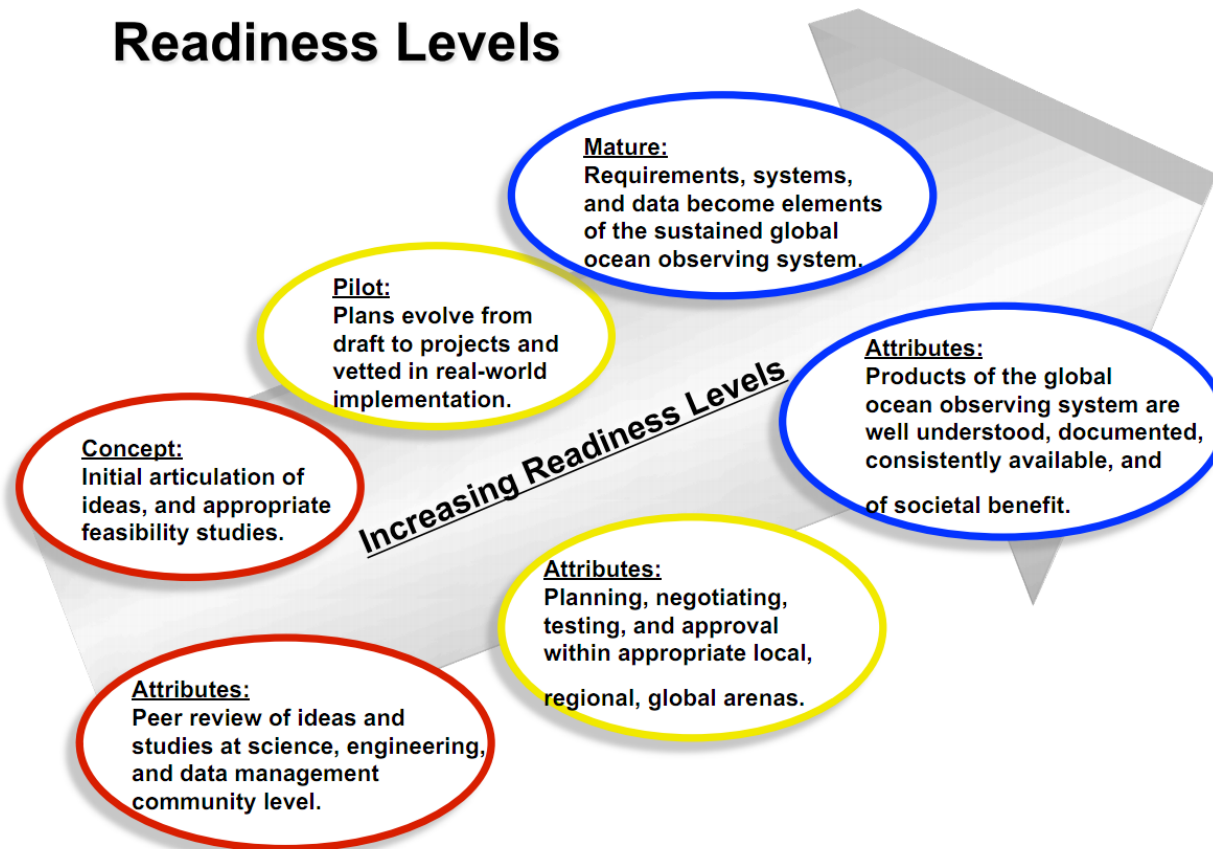 Readiness Levels
Mature:
Requirements, systems,
and data become elements
of the sustained global
ocean observing system.
Pilot:
Plans evolve from
draft to projects and
vetted in real-world
implementation.
Concept:
Initial articulation of
ideas, and appropriate
feasibility studies.
Increasing Readiness Levels
Attributes:
Products of the global
ocean observing system are
well understood, documented,
consistently available, and
of societal benefit.
Attributes:
Planning, negotiating,
testing, and approval
within appropriate local,
regional, global arenas.
Attributes:
Peer review of ideas and
studies at science, engineering,
and data management
community level.